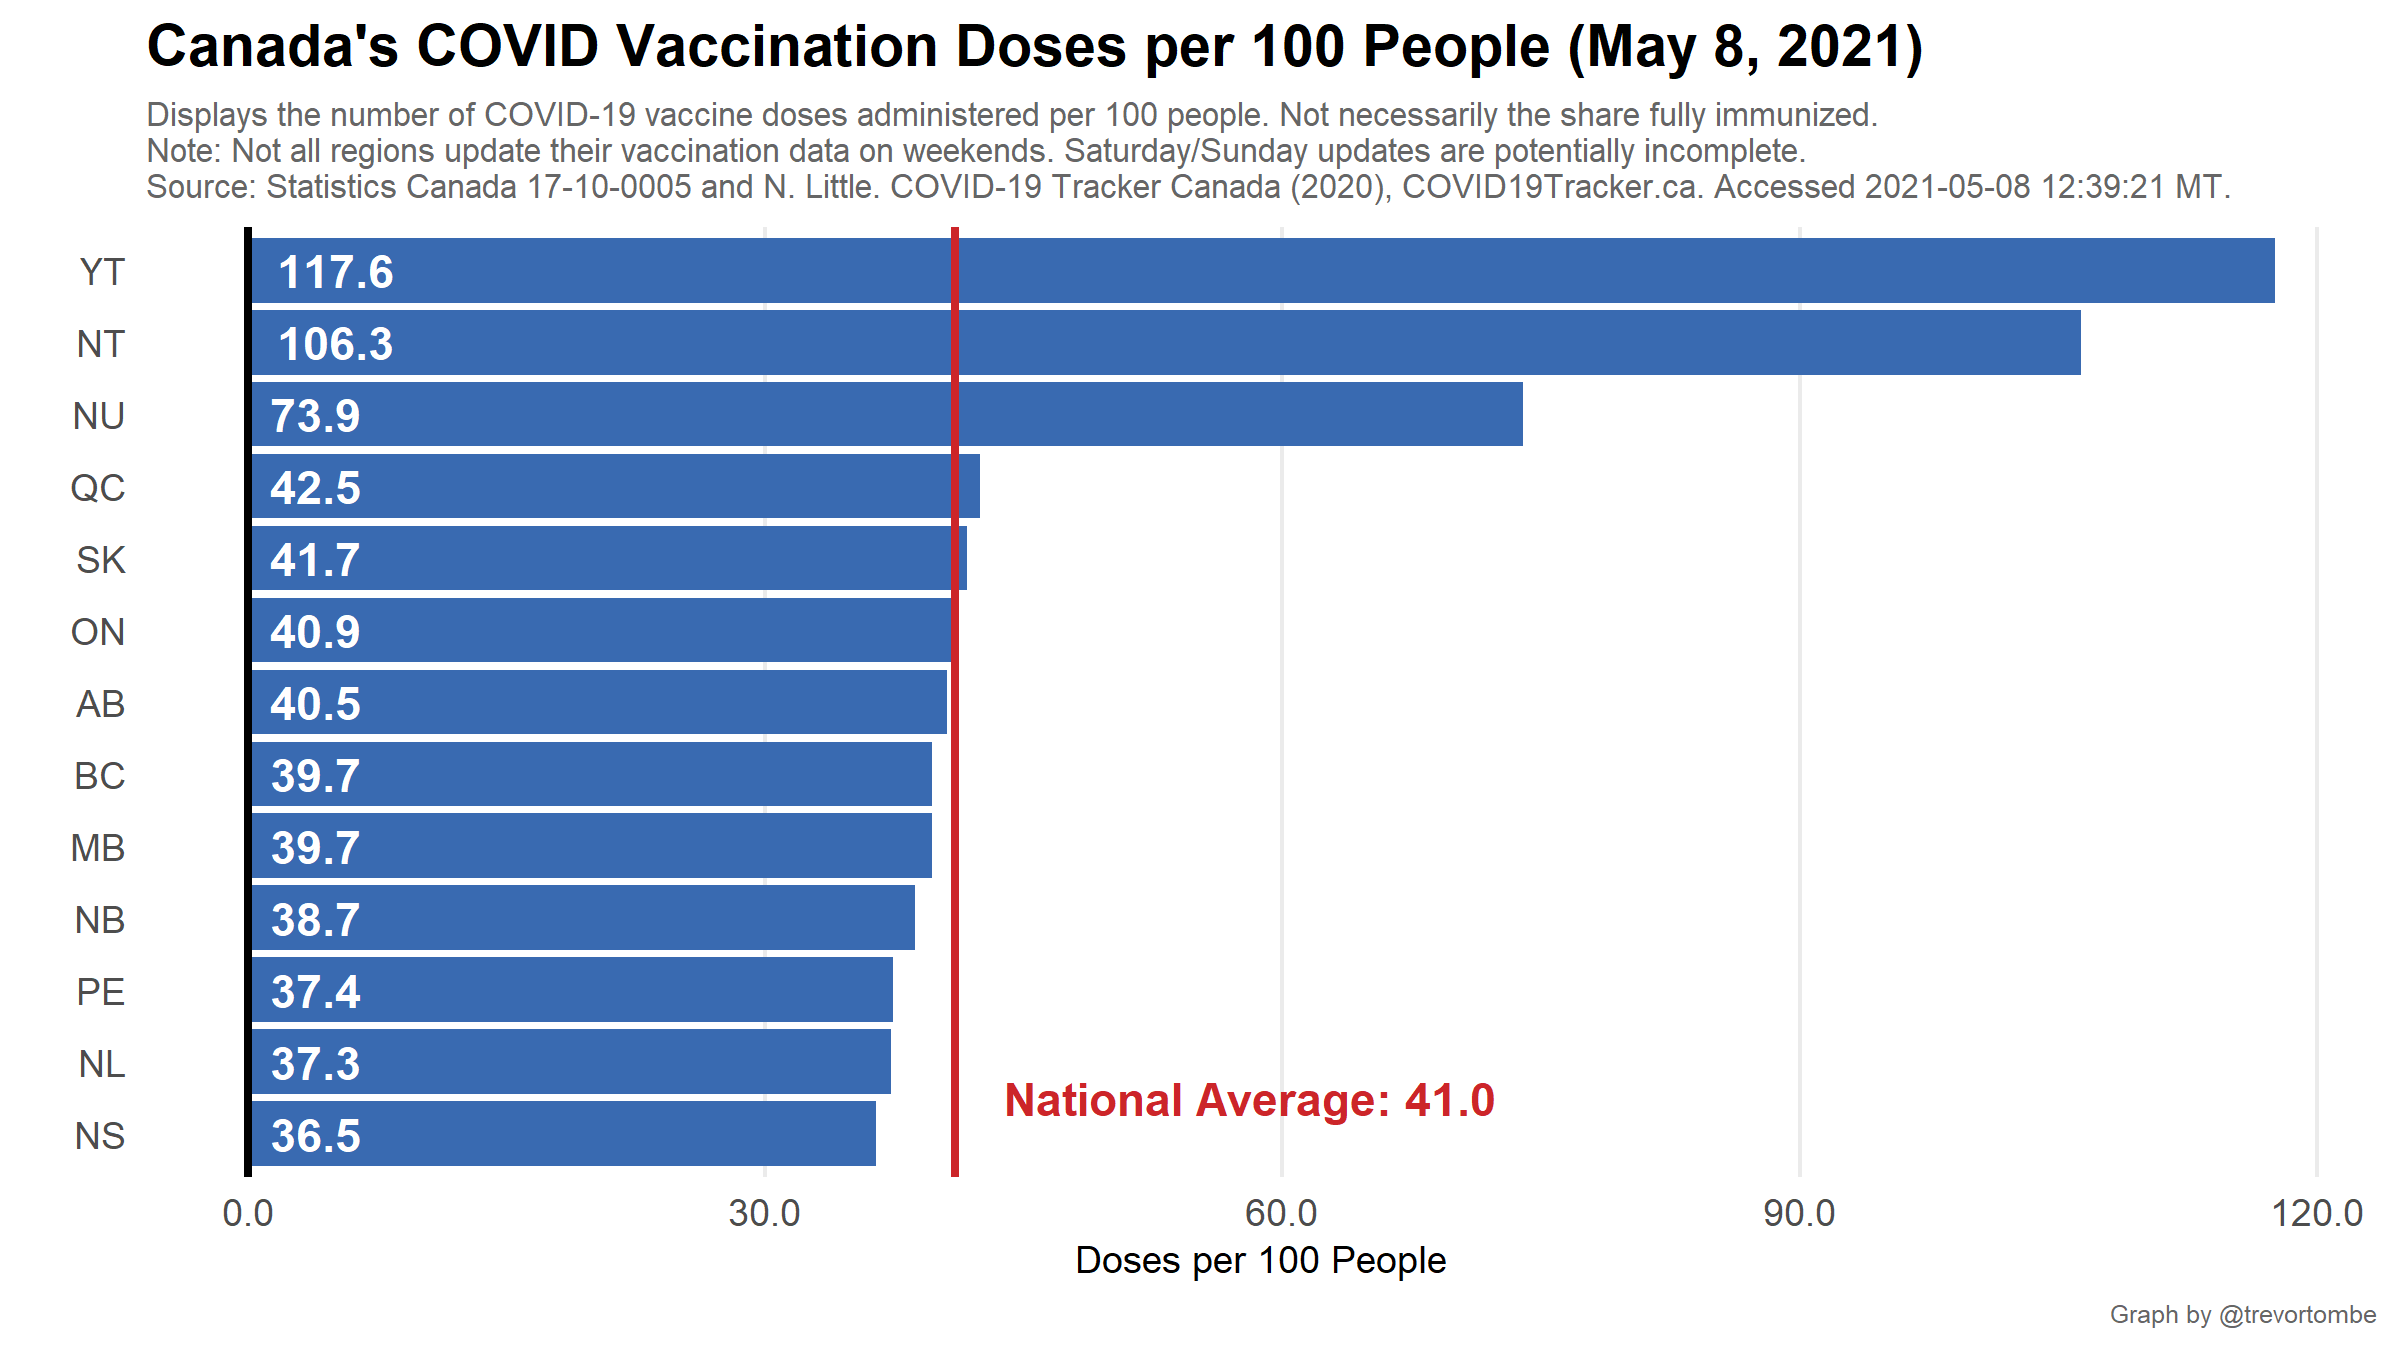 Canada's COVID Vaccination Doses per 100 People (May 8, 2021)
Displays the number of COVID-19 vaccine doses administered per 100 people. Not necessarily the share fully immunized.
Note: Not all regions update their vaccination data on weekends. Saturday/Sunday updates are potentially incomplete.
Source: Statistics Canada 17-10-0005 and N. Little. COVID-19 Tracker Canada (2020), COVID19Tracker.ca. Accessed 2021-05-08 12:39:21 MT.
YT 117.6
NT 106.3
NU 73.9
QC 42.5
SK 41.7
ON 40.9
AB 40.5
BC 39.7
MB 39.7
NB 38.7
PE 37.4
NL 37.3
National Average: 41.0
NS 36.5
0.0 30.0 60.0 90.0 120.0
Doses per 100 People
Graph by @trevortombe